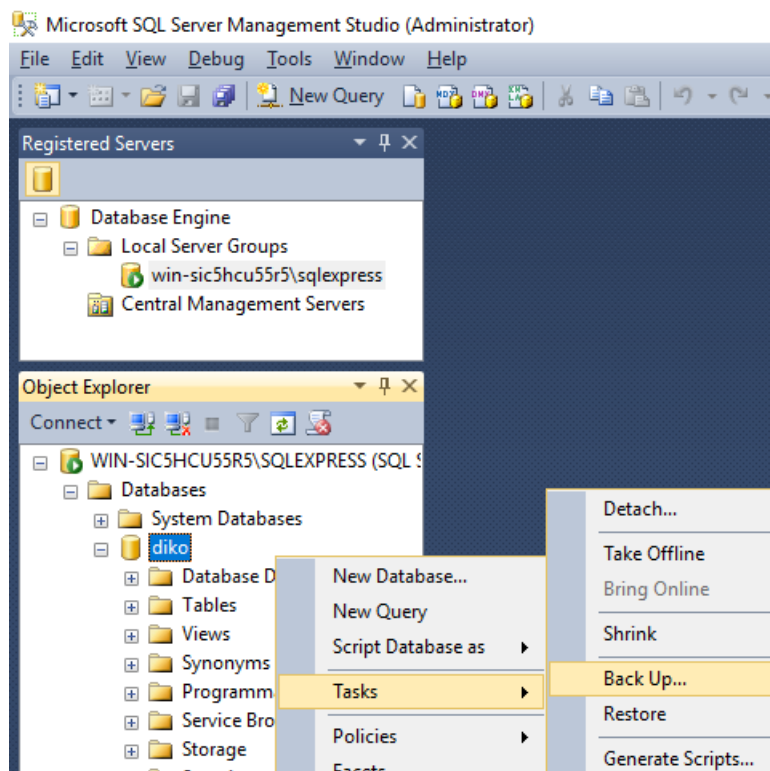 Microsoft SQL Server Management Studio (Administrator)
File Edit View Debug Tools Window Help
New Query
Registered Servers
Database Engine
Local Server Groups
win-sic5hcu55r5\sqlexpress
Central Management Servers
Object Explorer
Connect
WIN-SIC5HCU55R5\SQLEXPRESS (SQL S
Databases
System Databases
diko
Database D
Tables
Views
Synonyms
Programm
Service Bro
Storage
New Database...
New Query
Script Database as
Tasks
Policies
Facets
Detach...
Take Offline
Bring Online
Shrink
Back Up...
Restore
Generate Scripts...